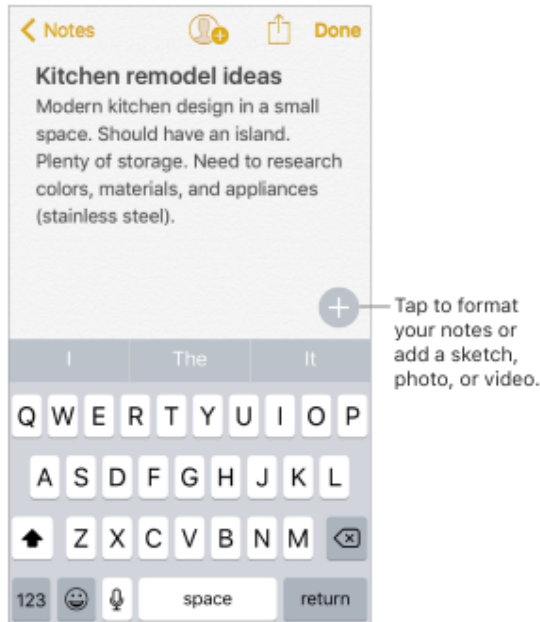 Notes Done
Kitchen remodel ideas
Modern kitchen design in a small
space. Should have an island.
Plenty of storage. Need to research
colors, materials, and appliances
(stainless steel).
Tap to format
your notes or
add a sketch,
photo, or video.
I The It
Q W E R T Y U I O P
A S D F G H J K L
Z X C V B N M
123 space return